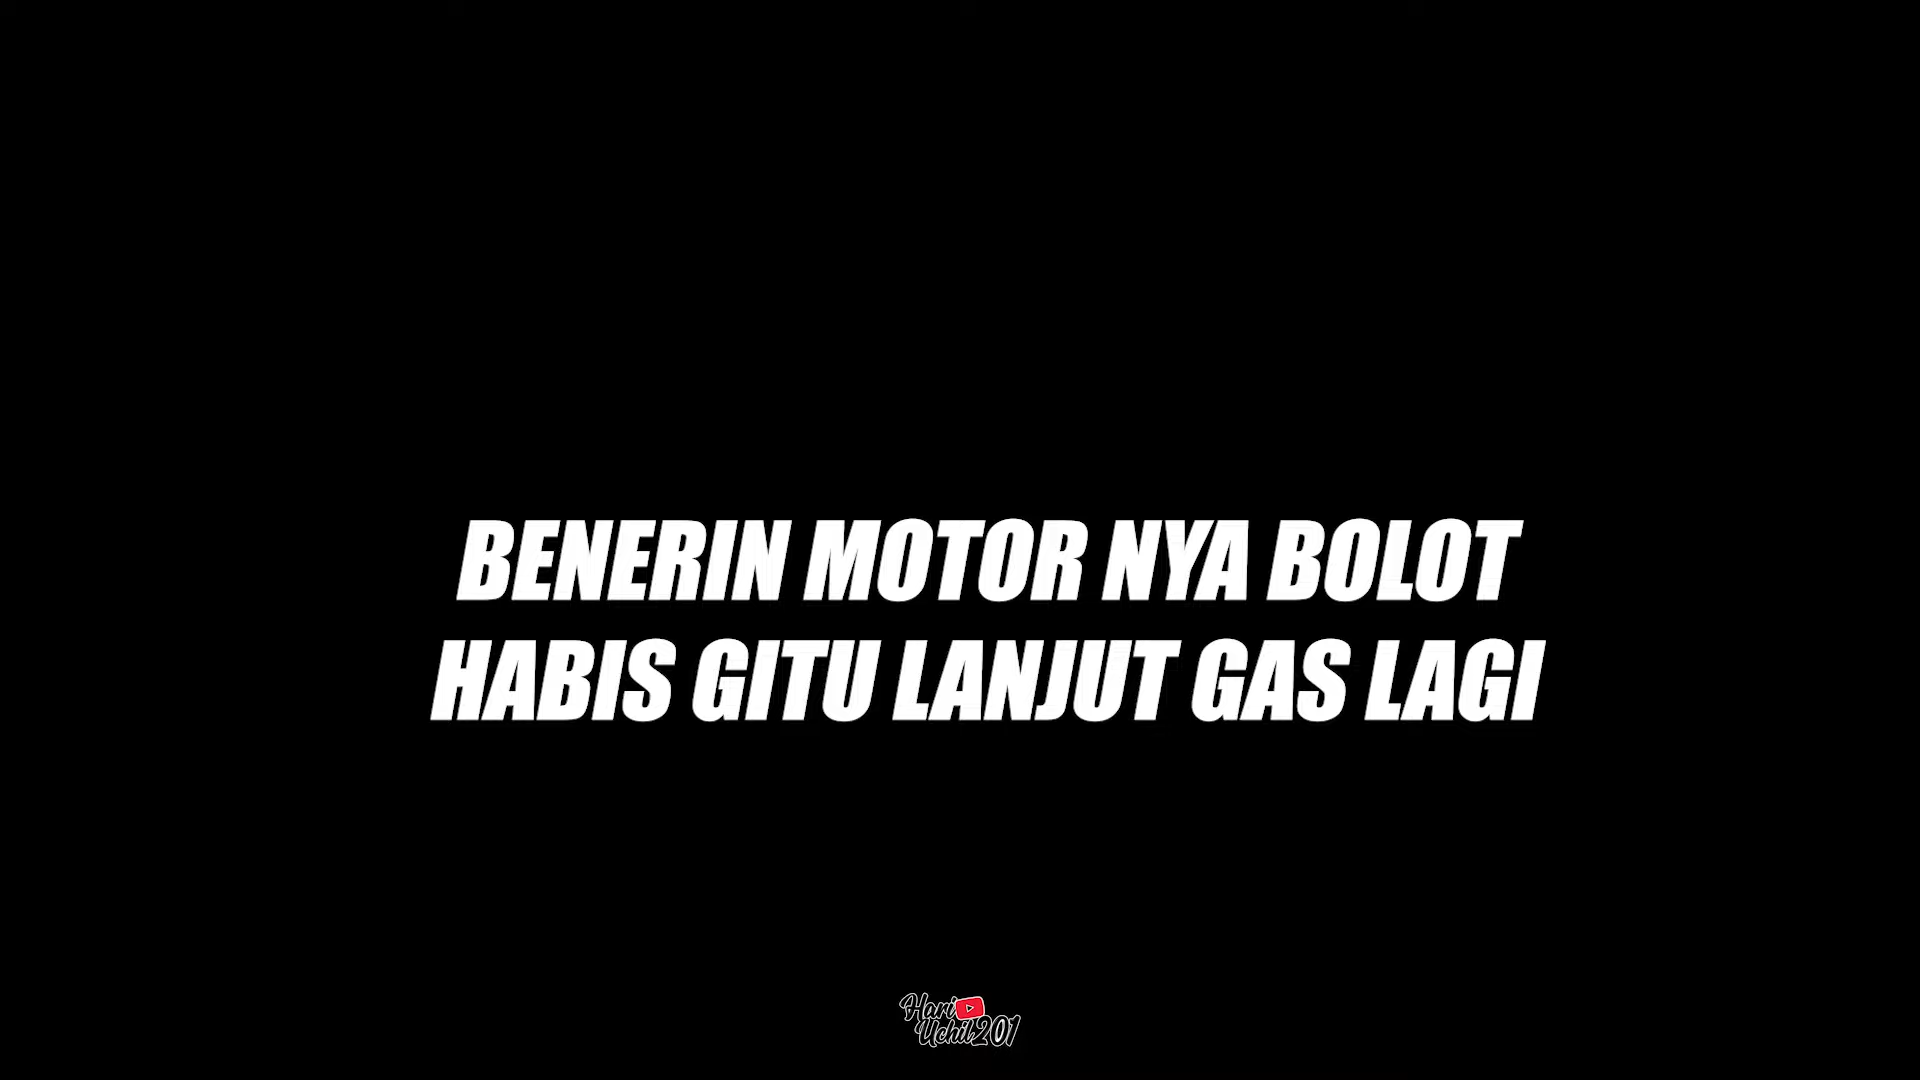 BENERIN MOTOR NYA BOLOT
HABIS GITU LANJUT GAS LAGI
Hari
Uchil201